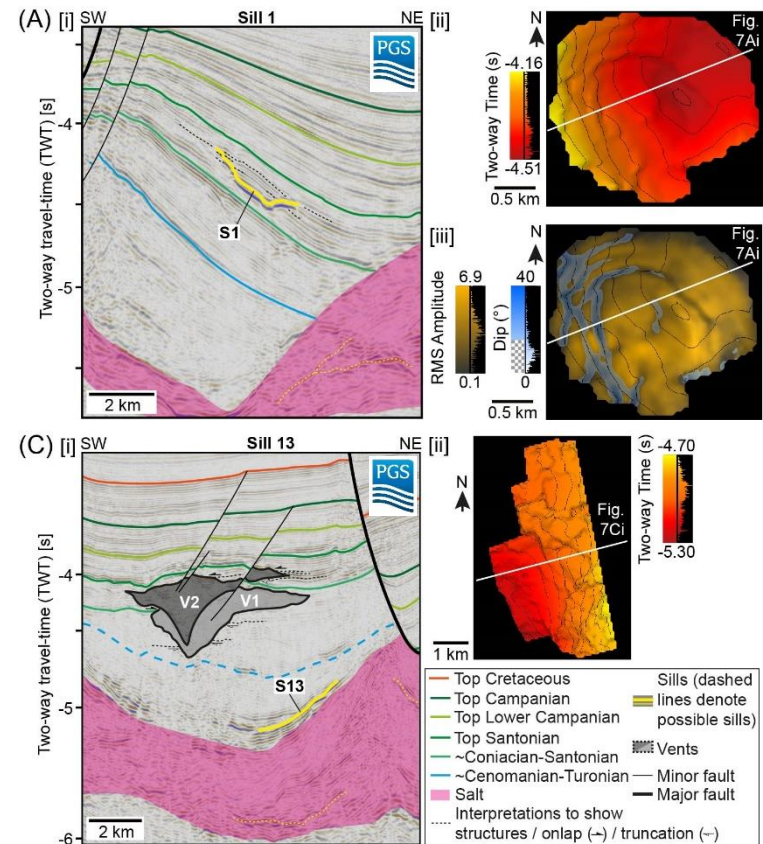 (A)
[i]
SW
Sill 1
NE
PGS
Two-way travel-time (TWT) [s]
-4
-5
S1
2 km
[ii]
N
Two-way Time (s)
-4.16
-4.51
0.5 km
Fig.
7Ai
[iii]
N
RMS Amplitude
6.9
0.1
Dip (°)
40
0
0.5 km
Fig.
7Ai
(C)
[i]
SW
Sill 13
NE
PGS
Two-way travel-time (TWT) [s]
-4
-5
-6
V2
V1
S13
2 km
[ii]
N
Fig.
7Ci
Two-way Time (s)
-4.70
-5.30
1 km
Top Cretaceous
Top Campanian
Top Lower Campanian
Top Santonian
~Coniacian-Santonian
~Cenomanian-Turonian
Salt
Interpretations to show
structures / onlap ( ) / truncation ( )
Sills (dashed
lines denote
possible sills)
Vents
Minor fault
Major fault